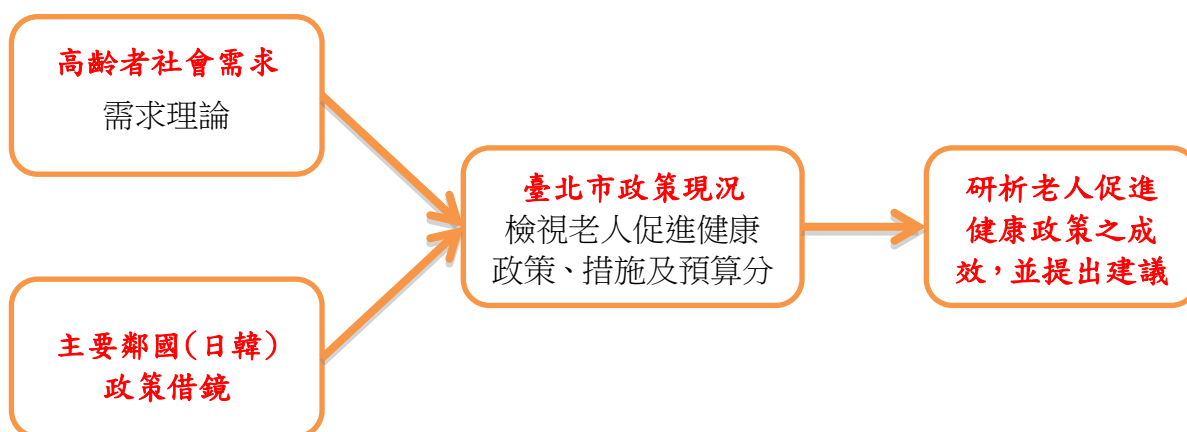 高齡者社會需求
需求理論
主要鄰國(日韓)
政策借鏡
臺北市政策現況
檢視老人促進健康
政策、措施及預算分
研析老人促進
健康政策之成
效，並提出建議